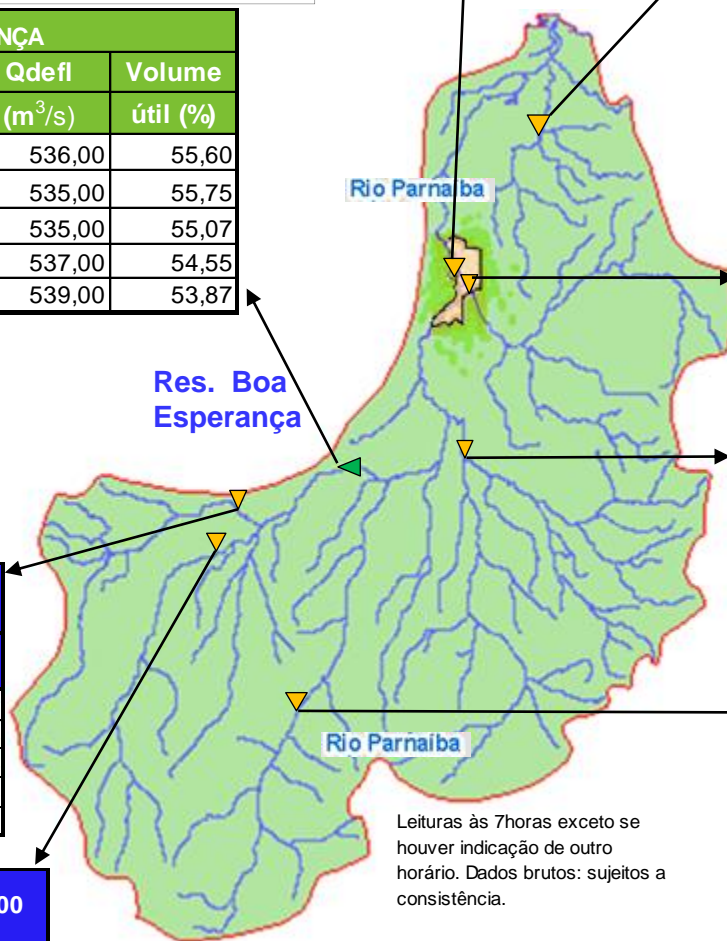 NÇA
Qdefl Volume
(m³/s) útil (%)
536,00 55,60
535,00 55,75
535,00 55,07
537,00 54,55
539,00 53,87
Rio Parnaíba
Res. Boa
Esperança
Rio Parnaíba
Leituras às 7horas exceto se
houver indicação de outro
horário. Dados brutos: sujeitos a
consistência.
00